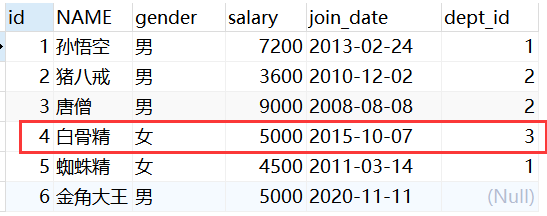 id NAME gender salary join_date dept_id
1 孙悟空 男 7200 2013-02-24 1
2 猪八戒 男 3600 2010-12-02 2
3 唐僧 男 9000 2008-08-08 2
4 白骨精 女 5000 2015-10-07 3
5 蜘蛛精 女 4500 2011-03-14 1
6 金角大王 男 5000 2020-11-11 (Null)